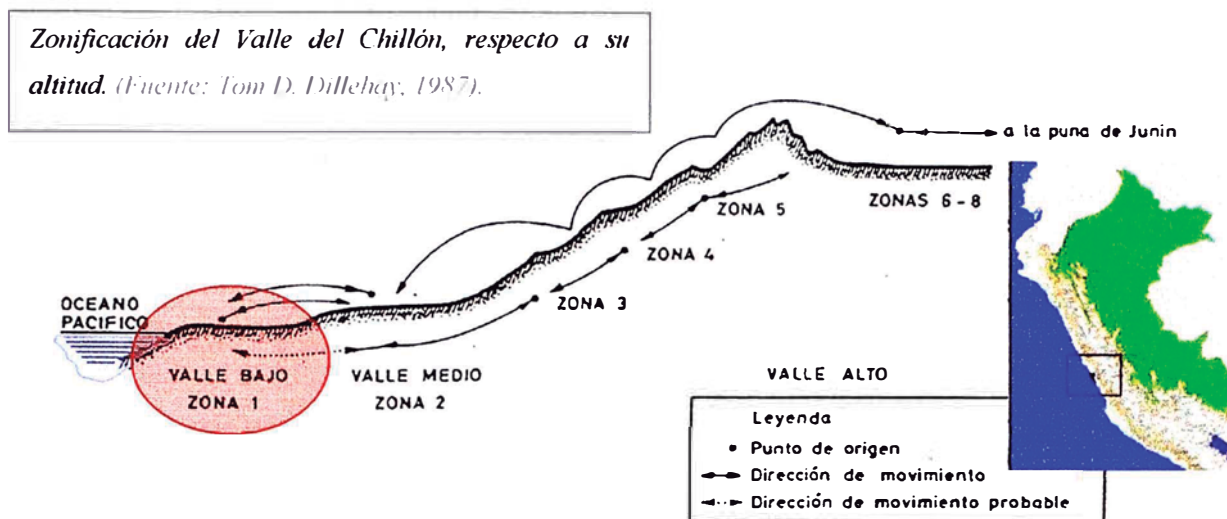 Zonificación del Valle del Chillón, respecto a su
altitud. (Fuente: Tom D. Dillehay, 1987).
a la puna de Junin
ZONA 5
ZONAS 6 - 8
ZONA 4
ZONA 3
OCEANO
PACIFICO
VALLE BAJO
ZONA 1
VALLE MEDIO
ZONA 2
VALLE ALTO
Leyenda
Punto de origen
Dirección de movimiento
Dirección de movimiento probable